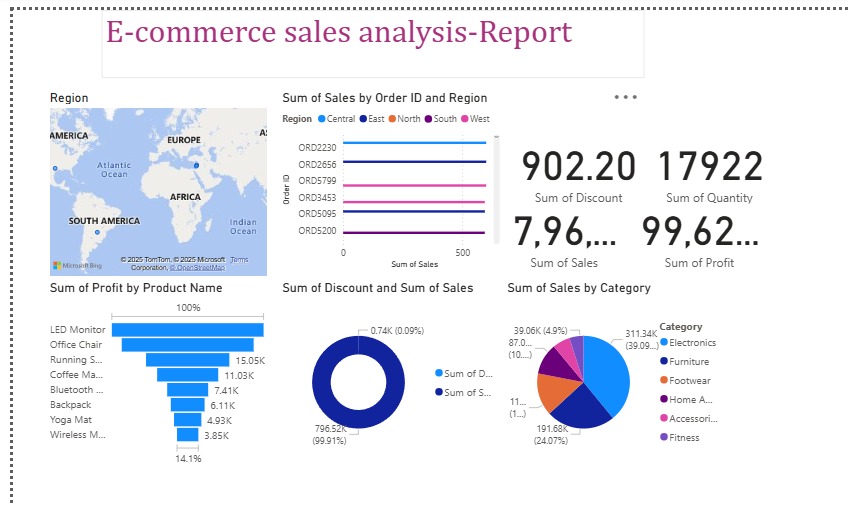 E-commerce sales analysis-Report
Region
AMERICA
EUROPE
AS
Atlantic
Ocean
AFRICA
SOUTH AMERICA
Indian
Ocean
Microsoft Bing
© 2025 TomTom, © 2025 Microsoft Terms
Corporation, © OpenStreetMap
Sum of Sales by Order ID and Region
Region Central East North South West
Order ID
ORD2230
ORD2656
ORD5799
ORD3453
ORD5095
ORD5200
0 500
Sum of Sales
902.20
Sum of Discount
17922
Sum of Quantity
7,96,...
Sum of Sales
99,62...
Sum of Profit
Sum of Profit by Product Name
100%
LED Monitor
Office Chair
Running S... 15.05K
Coffee Ma... 11.03K
Bluetooth ... 7.41K
Backpack 6.11K
Yoga Mat 4.93K
Wireless M... 3.85K
14.1%
Sum of Discount and Sum of Sales
0.74K (0.09%)
796.52K
(99.91%)
Sum of D...
Sum of S...
Sum of Sales by Category
39.06K (4.9%)
87.0...
(10....)
11...
(1...)
191.68K
(24.07%)
311.34K
(39.09...)
Category
Electronics
Furniture
Footwear
Home A...
Accessori...
Fitness